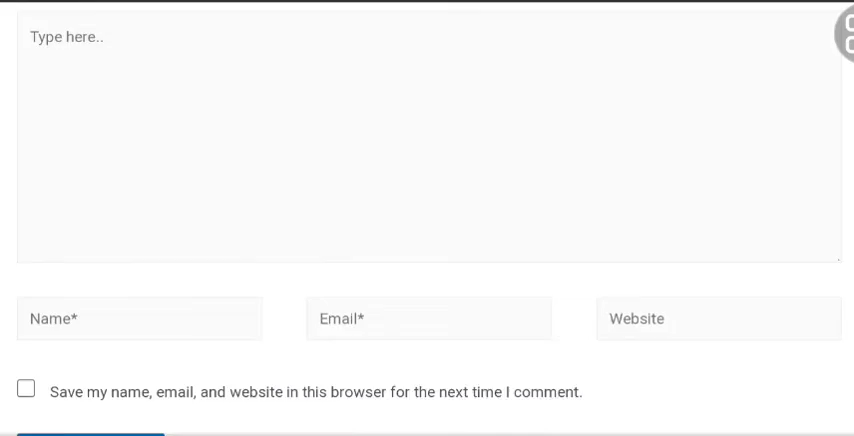 Type here..
Name*
Email*
Website
Save my name, email, and website in this browser for the next time I comment.